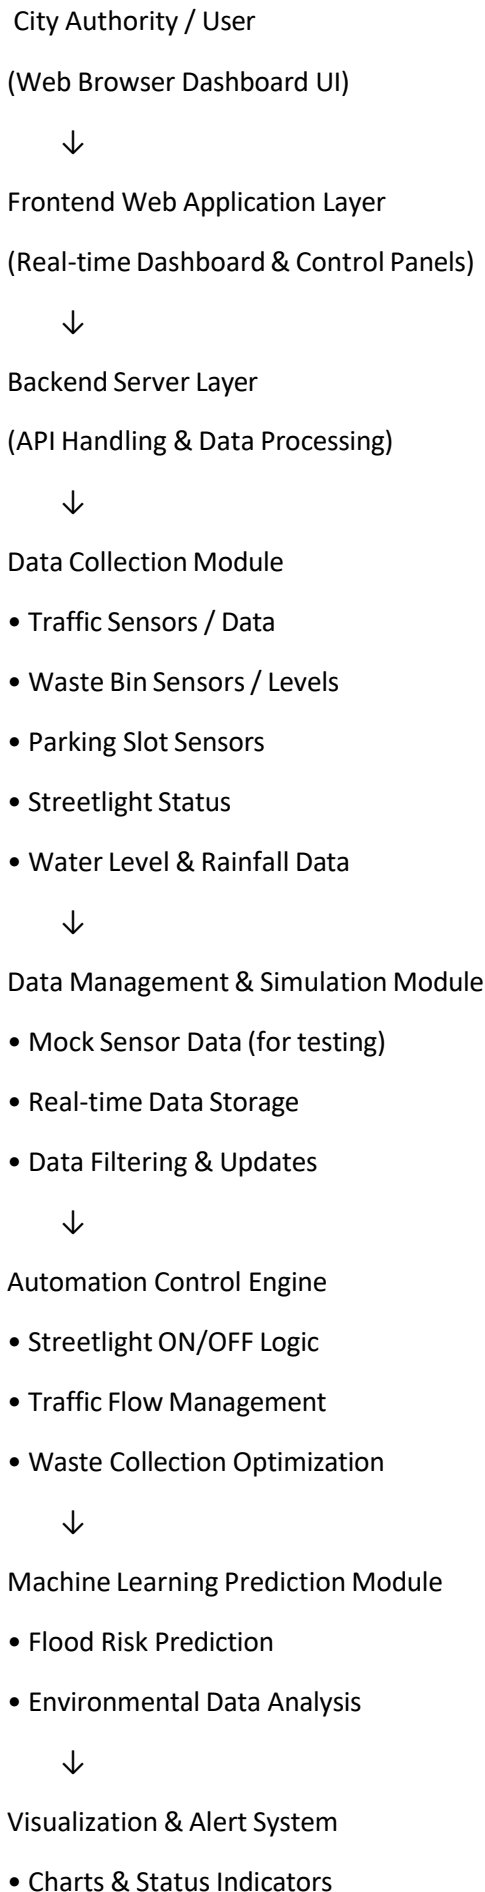 City Authority / User
(Web Browser Dashboard UI)
↓
Frontend Web Application Layer
(Real-time Dashboard & Control Panels)
↓
Backend Server Layer
(API Handling & Data Processing)
↓
Data Collection Module
• Traffic Sensors / Data
• Waste Bin Sensors / Levels
• Parking Slot Sensors
• Streetlight Status
• Water Level & Rainfall Data
↓
Data Management & Simulation Module
• Mock Sensor Data (for testing)
• Real-time Data Storage
• Data Filtering & Updates
↓
Automation Control Engine
• Streetlight ON/OFF Logic
• Traffic Flow Management
• Waste Collection Optimization
↓
Machine Learning Prediction Module
• Flood Risk Prediction
• Environmental Data Analysis
↓
Visualization & Alert System
• Charts & Status Indicators